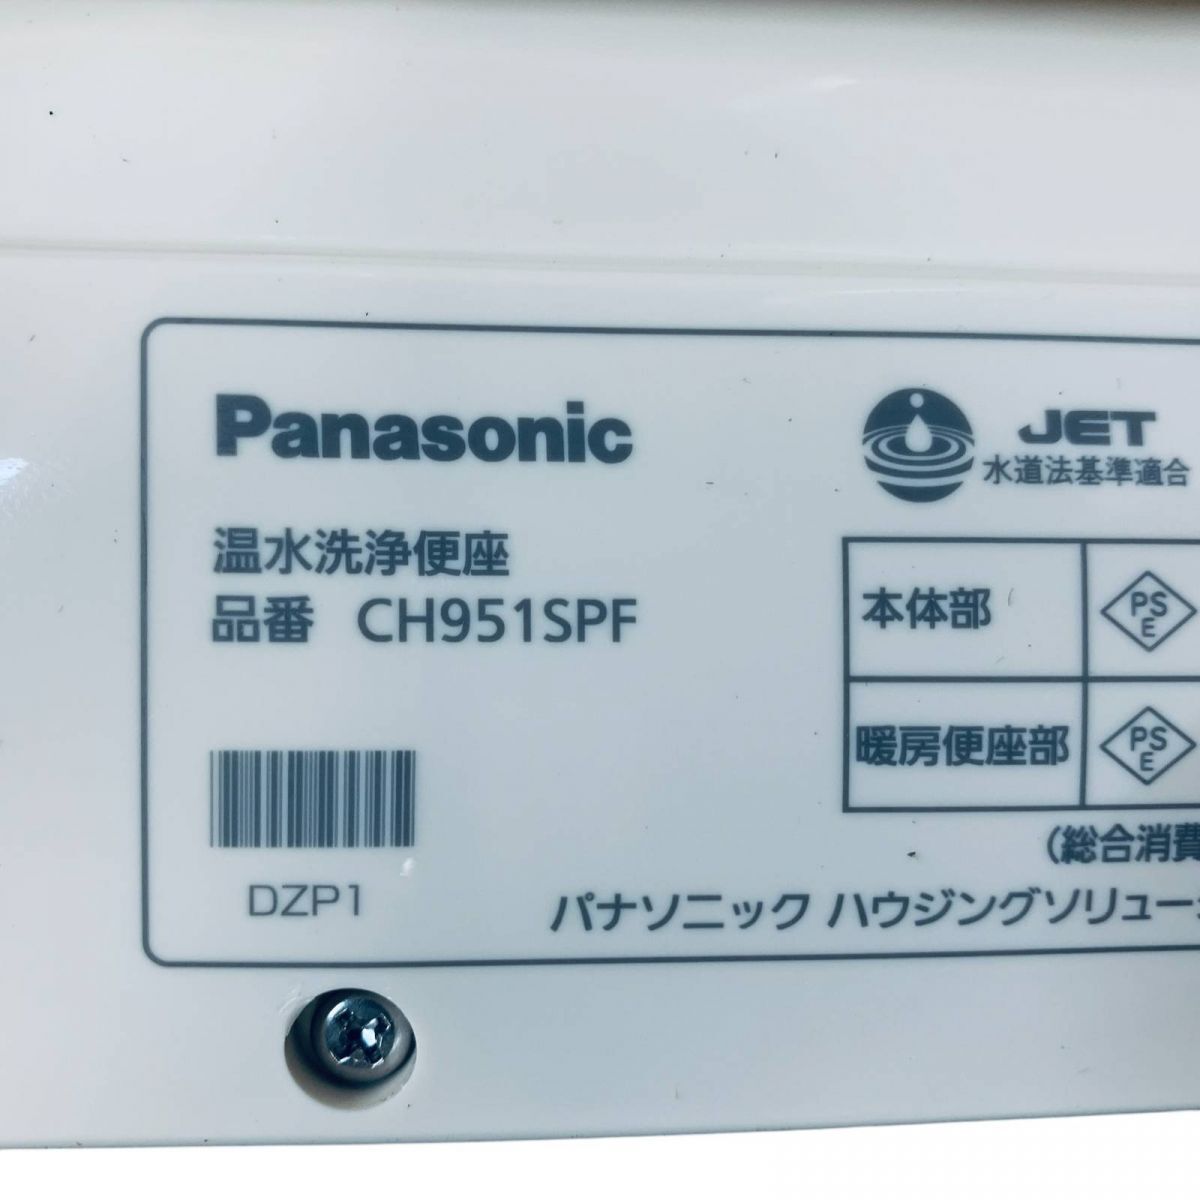 Panasonic
JET
水道法基準適合
温水洗浄便座
品番 CH951SPF
本体部 PSE
暖房便座部 PSE
DZP1
(総合消費
パナソニック ハウジングソリュー